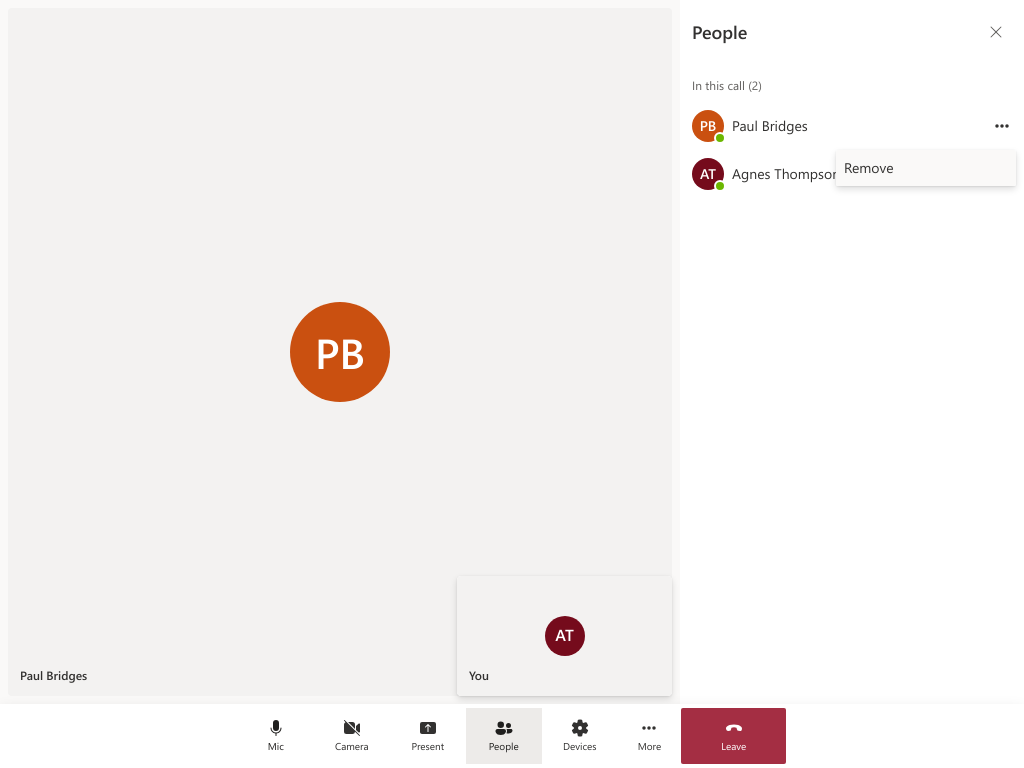 PB
Paul Bridges
AT
You
People
In this call (2)
PB
Paul Bridges
AT
Agnes Thompson
Remove
Mic
Camera
Present
People
Devices
More
Leave